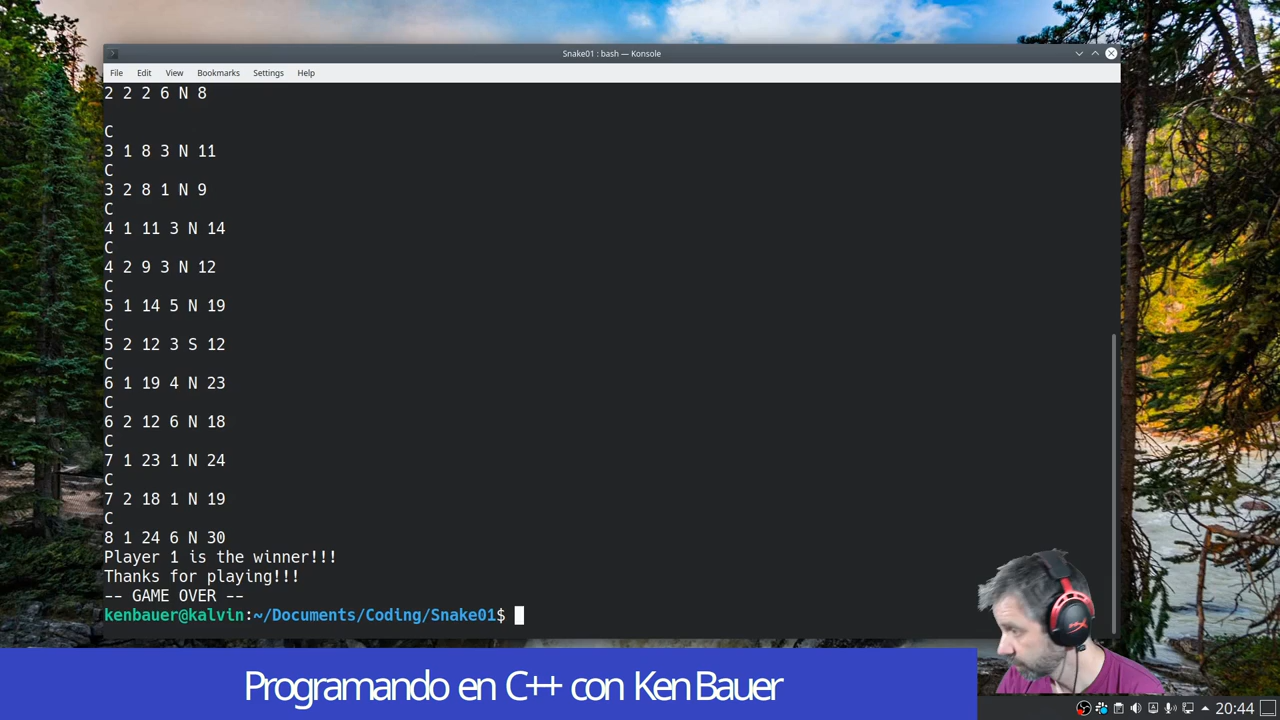 Snake01 : bash — Konsole
File Edit View Bookmarks Settings Help
2 2 2 6 N 8
C
3 1 8 3 N 11
C
3 2 8 1 N 9
C
4 1 11 3 N 14
C
4 2 9 3 N 12
C
5 1 14 5 N 19
C
5 2 12 3 S 12
C
6 1 19 4 N 23
C
6 2 12 6 N 18
C
7 1 23 1 N 24
C
7 2 18 1 N 19
C
8 1 24 6 N 30
Player 1 is the winner!!!
Thanks for playing!!!
-- GAME OVER --
kenbauer@kalvin:~/Documents/Coding/Snake01$
Programando en C++ con Ken Bauer
20:44